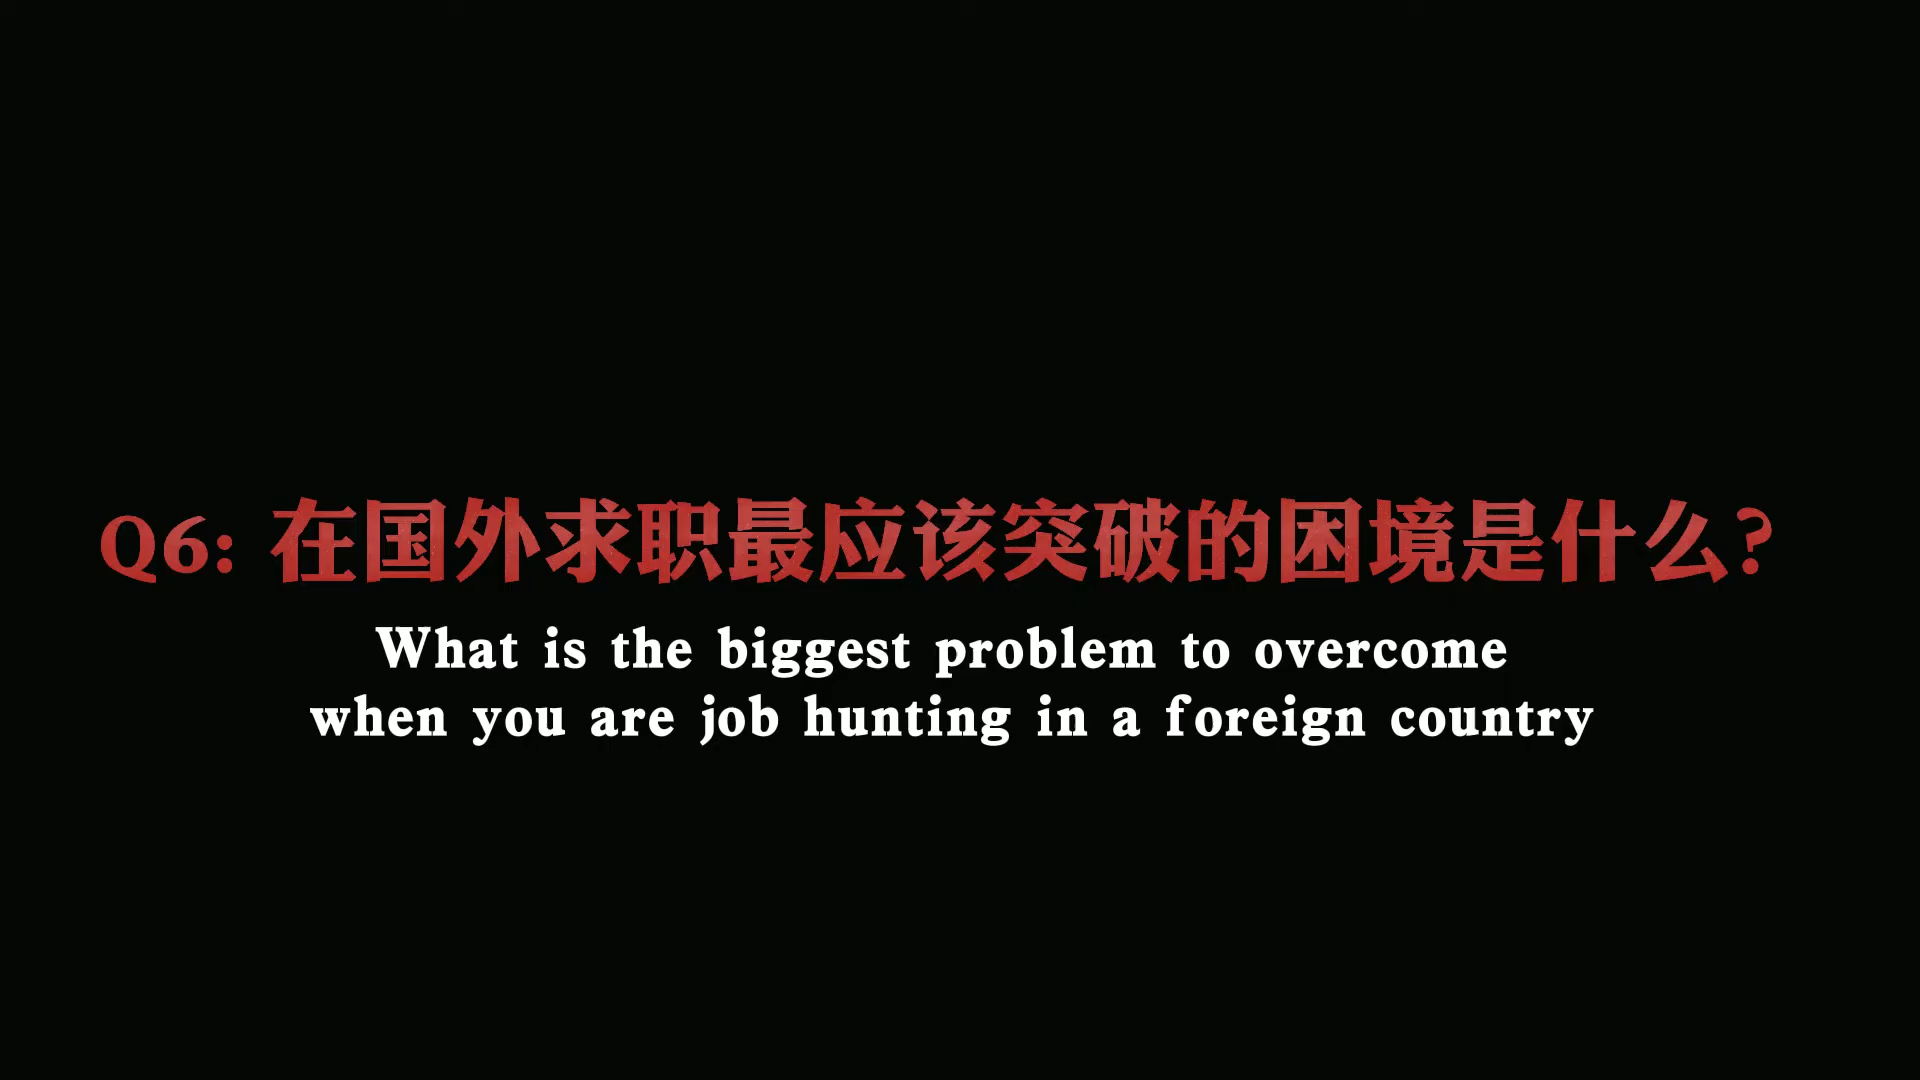 Q6: 在国外求职最应该突破的困境是什么?
What is the biggest problem to overcome
when you are job hunting in a foreign country